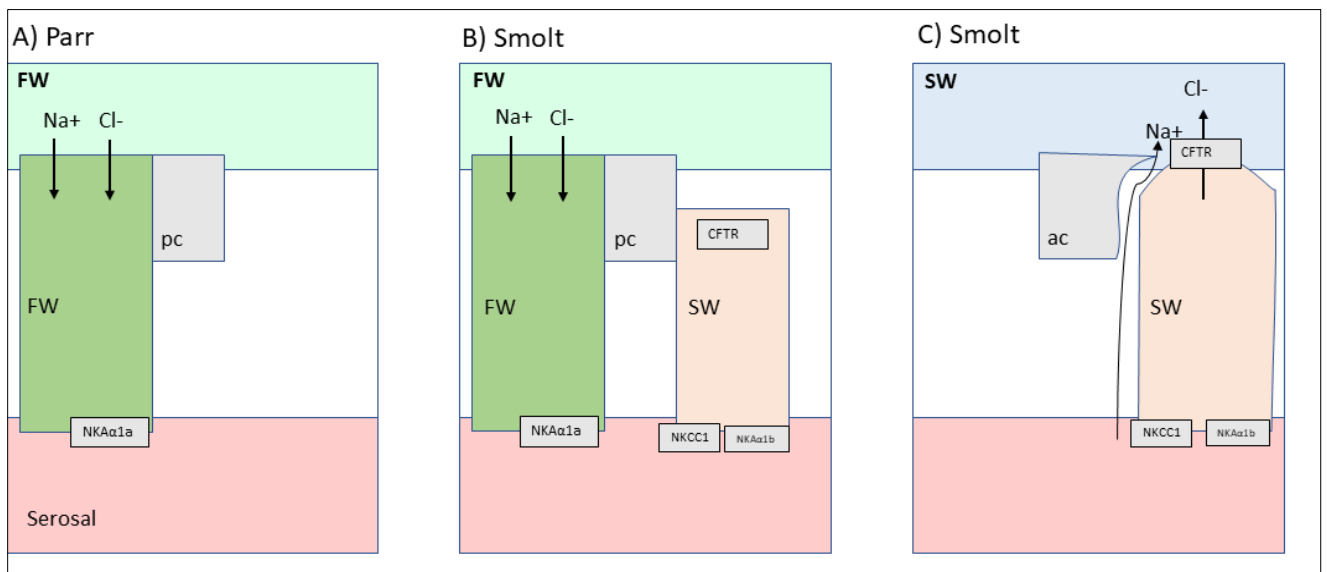 A) Parr
FW
Na+ Cl-
pc
FW
NKAα1a
Serosal
B) Smolt
FW
Na+ Cl-
pc
CFTR
FW
SW
NKAα1a
NKCC1
NKAα1b
C) Smolt
SW
Cl-
Na+
CFTR
ac
SW
NKCC1
NKAα1b